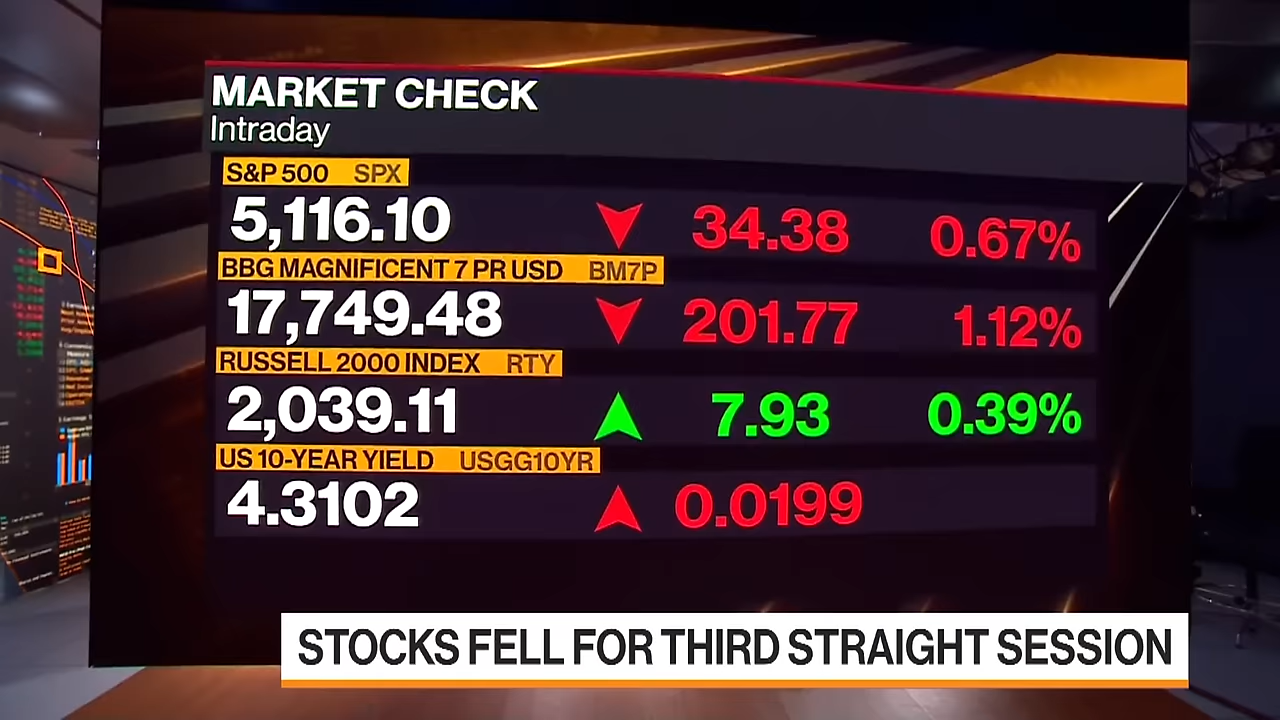 MARKET CHECK
Intraday
S&P 500 SPX
5,116.10 34.38 0.67%
BBG MAGNIFICENT 7 PR USD BM7P
17,749.48 201.77 1.12%
RUSSELL 2000 INDEX RTY
2,039.11 7.93 0.39%
US 10-YEAR YIELD USGG10YR
4.3102 0.0199
STOCKS FELL FOR THIRD STRAIGHT SESSION